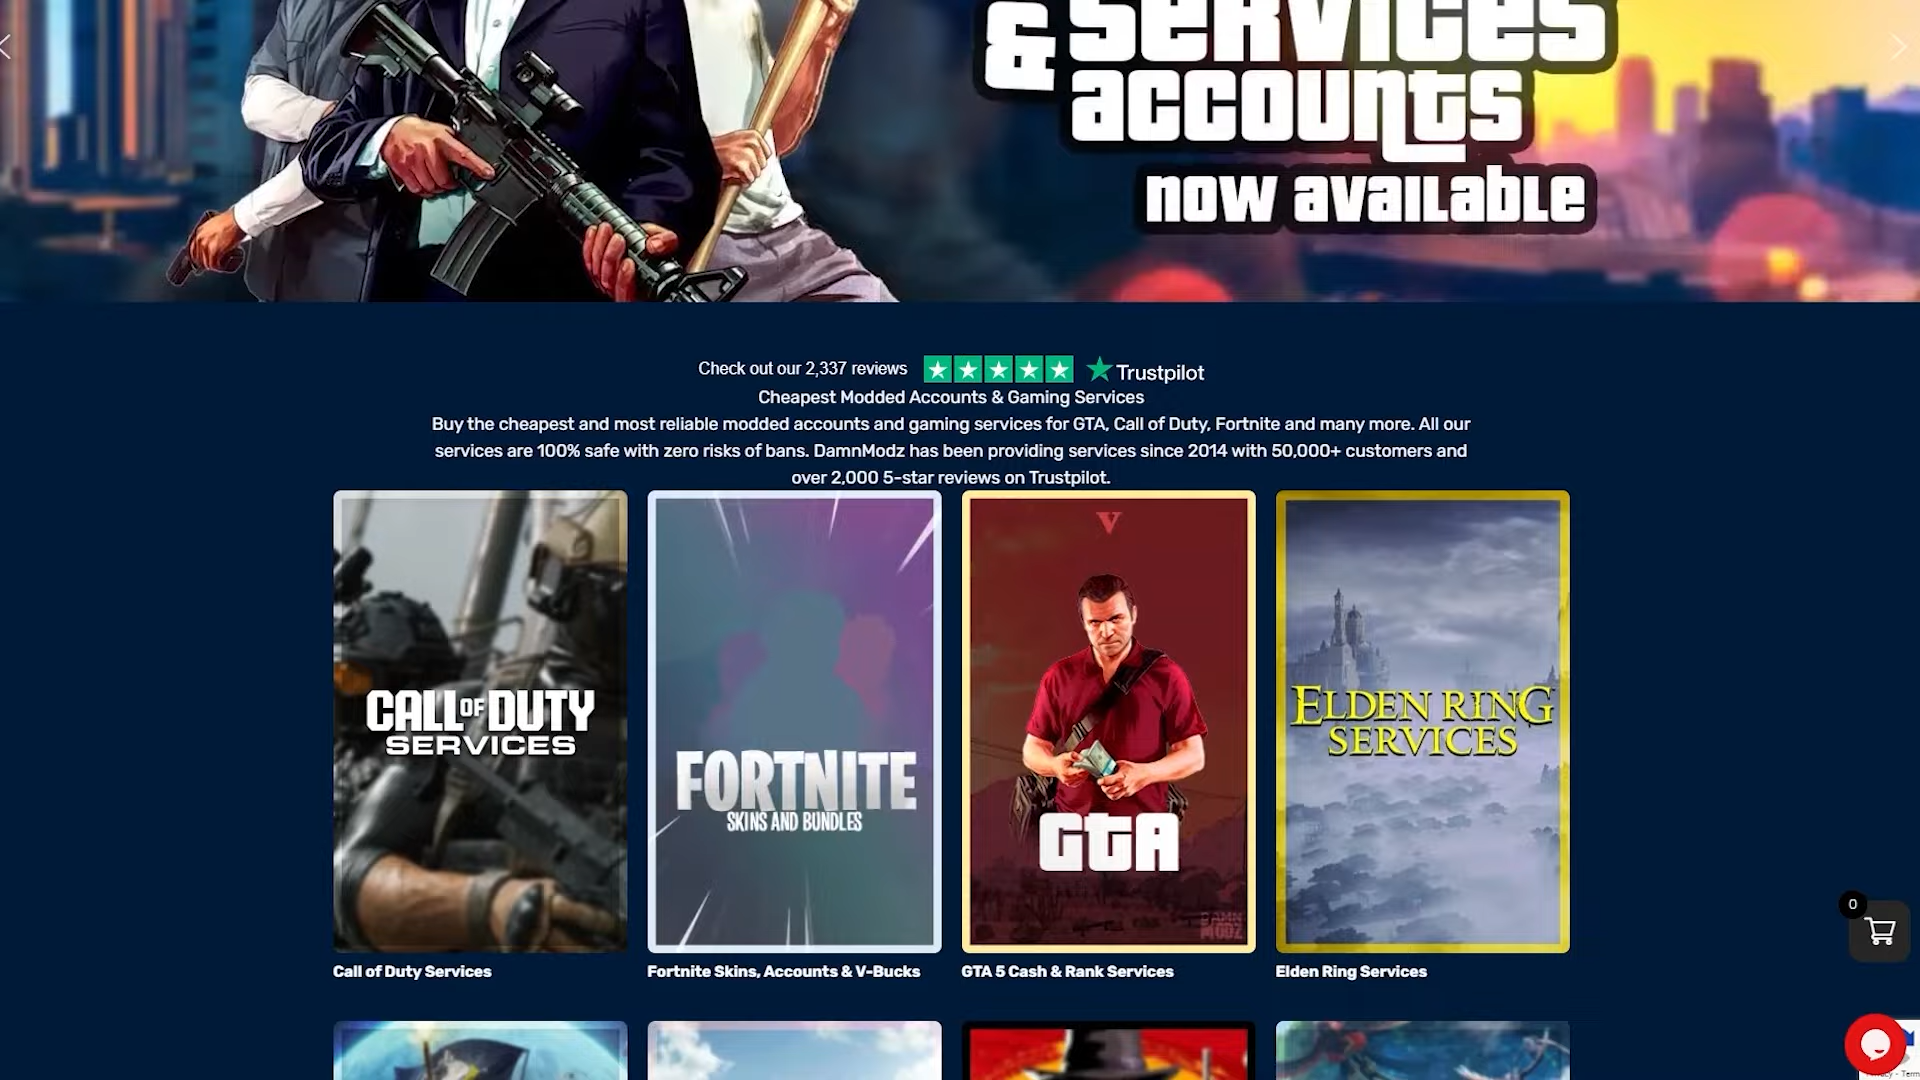 & SERVICES
accounts
now available
Check out our 2,337 reviews Trustpilot
Cheapest Modded Accounts & Gaming Services
Buy the cheapest and most reliable modded accounts and gaming services for GTA, Call of Duty, Fortnite and many more. All our
services are 100% safe with zero risks of bans. DamnModz has been providing services since 2014 with 50,000+ customers and
over 2,000 5-star reviews on Trustpilot.
CALL OF DUTY
SERVICES
FORTNITE
SKINS AND BUNDLES
V
GTA
DAMN
MODZ
ELDEN RING
SERVICES
Call of Duty Services
Fortnite Skins, Accounts & V-Bucks
GTA 5 Cash & Rank Services
Elden Ring Services
0